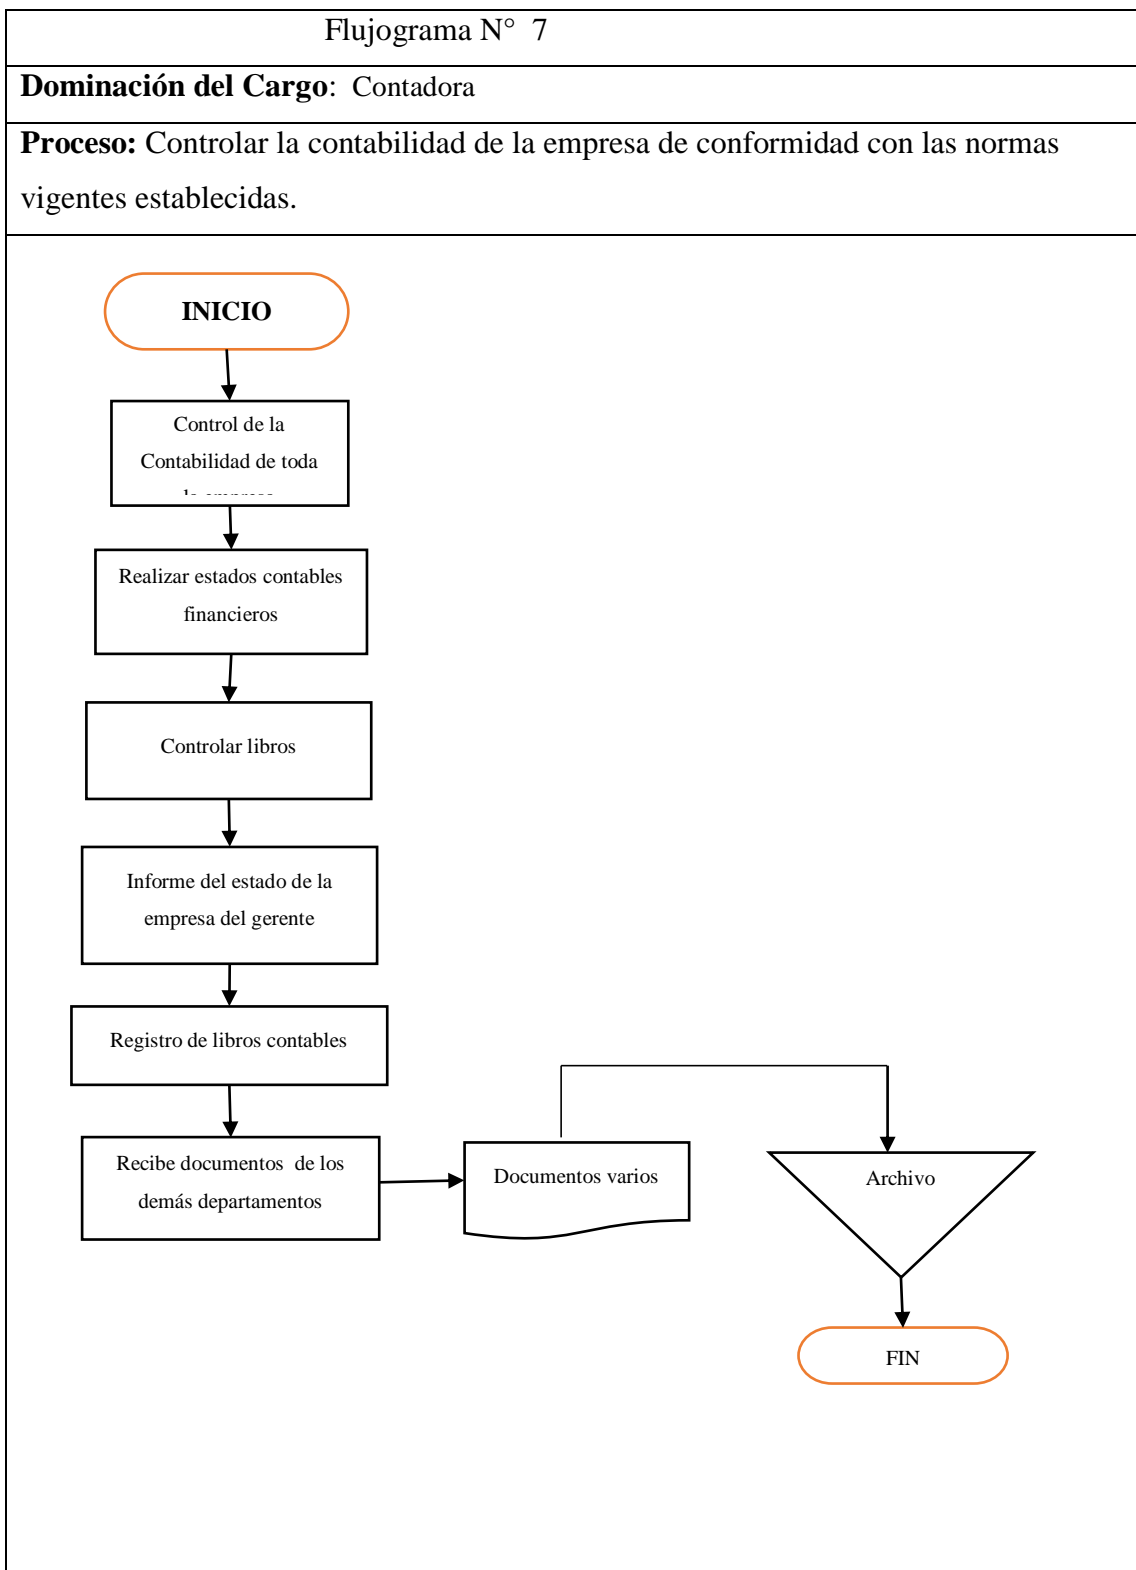 Flujograma N° 7
Dominación del Cargo: Contadora
Proceso: Controlar la contabilidad de la empresa de conformidad con las normas
vigentes establecidas.
INICIO
Control de la
Contabilidad de toda
la empresa
Realizar estados contables
financieros
Controlar libros
Informe del estado de la
empresa del gerente
Registro de libros contables
Recibe documentos de los
demás departamentos
Documentos varios
Archivo
FIN